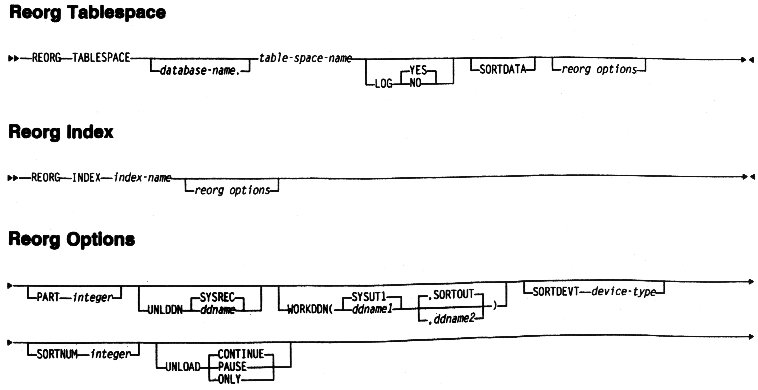 Reorg Tablespace
REORG TABLESPACE database-name. table-space-name LOG YES NO SORTDATA reorg options
Reorg Index
REORG INDEX index-name reorg options
Reorg Options
PART integer UNLDDN SYSREC ddname WORKDDN( SYSUT1 ddname1 ,SORTOUT ,ddname2 ) SORTDEVT device-type
SORTNUM integer UNLOAD CONTINUE PAUSE ONLY